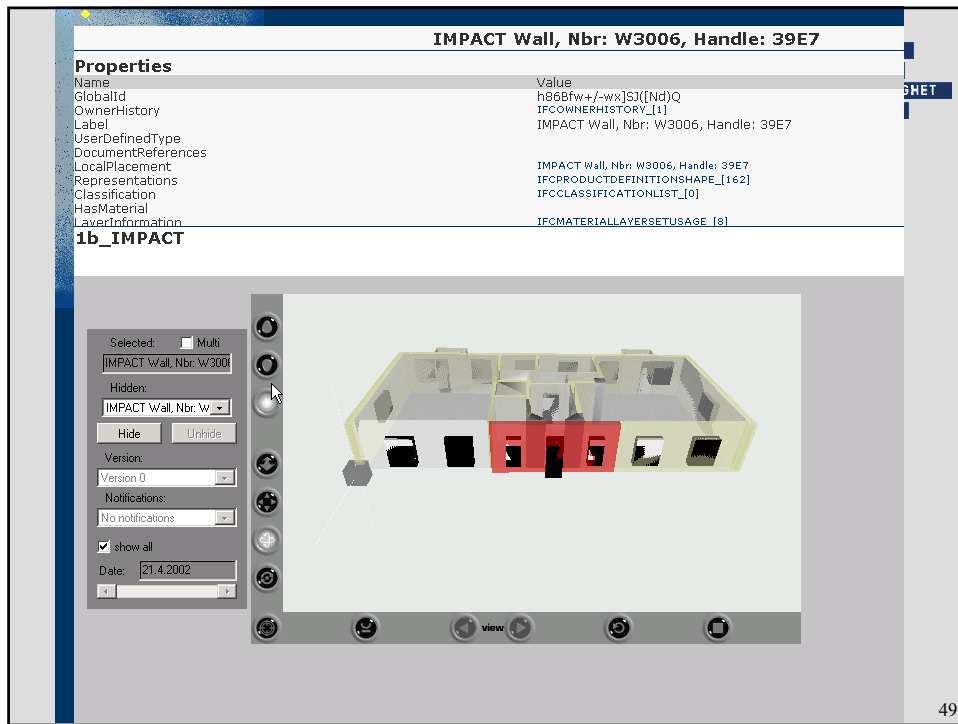 IMPACT Wall, Nbr: W3006, Handle: 39E7
Properties
Name Value
GlobalId h86Bfw+/-wx]SJ([Nd)Q
OwnerHistory IFCOWNERHISTORY_[1]
Label IMPACT Wall, Nbr: W3006, Handle: 39E7
UserDefinedType
DocumentReferences
LocalPlacement IMPACT Wall, Nbr: W3006, Handle: 39E7
Representations IFCPRODUCTDEFINITIONSHAPE_[162]
Classification IFCCLASSIFICATIONLIST_[0]
HasMaterial
LayerInformation IFCMATERIALLAYERSETUSAGE_[8]
1b_IMPACT
GHET
Selected: Multi
IMPACT Wall, Nbr: W3006
Hidden:
IMPACT Wall, Nbr: W
Hide Unhide
Version:
Version 0
Notifications:
No notifications
show all
Date: 21.4.2002
view
49